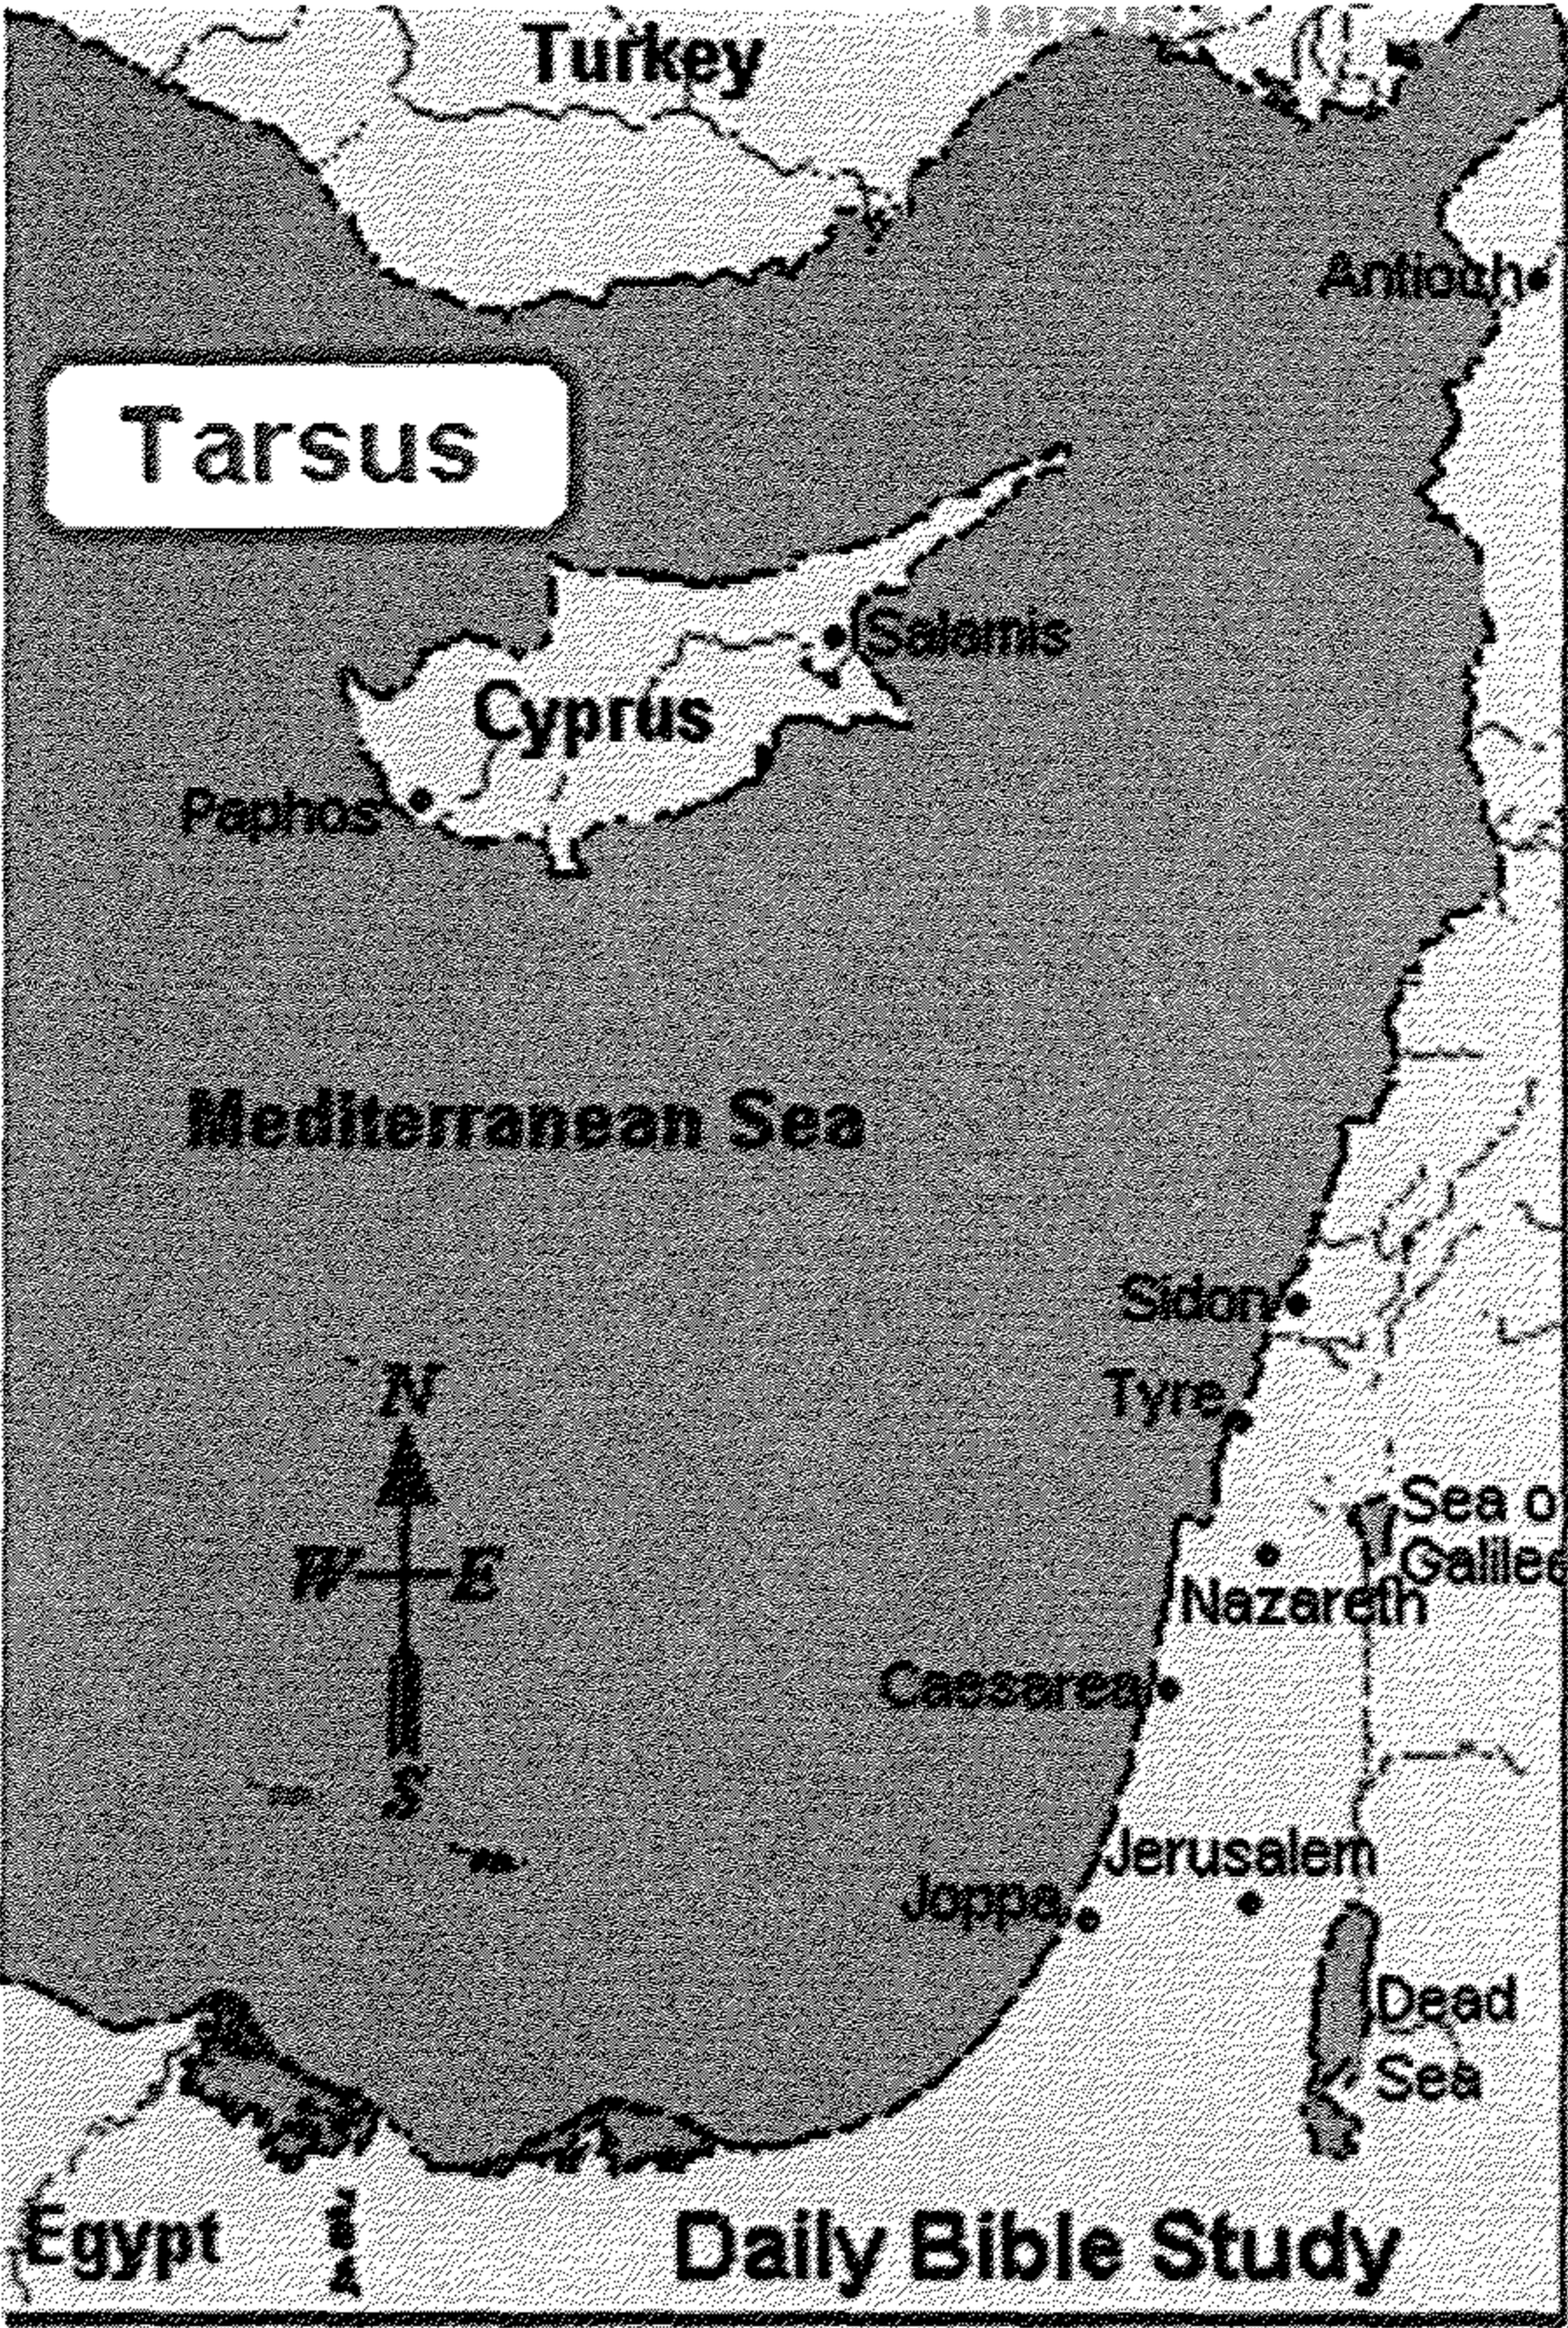 Tarsus
Turkey
Antioch
Tarsus
Salamis
Cyprus
Paphos
Mediterranean Sea
Sidon
Tyre
N
W E
S
Sea o
Galilee
Nazareth
Caesarea
Jerusalem
Joppa
Dead
Sea
Egypt
Daily Bible Study